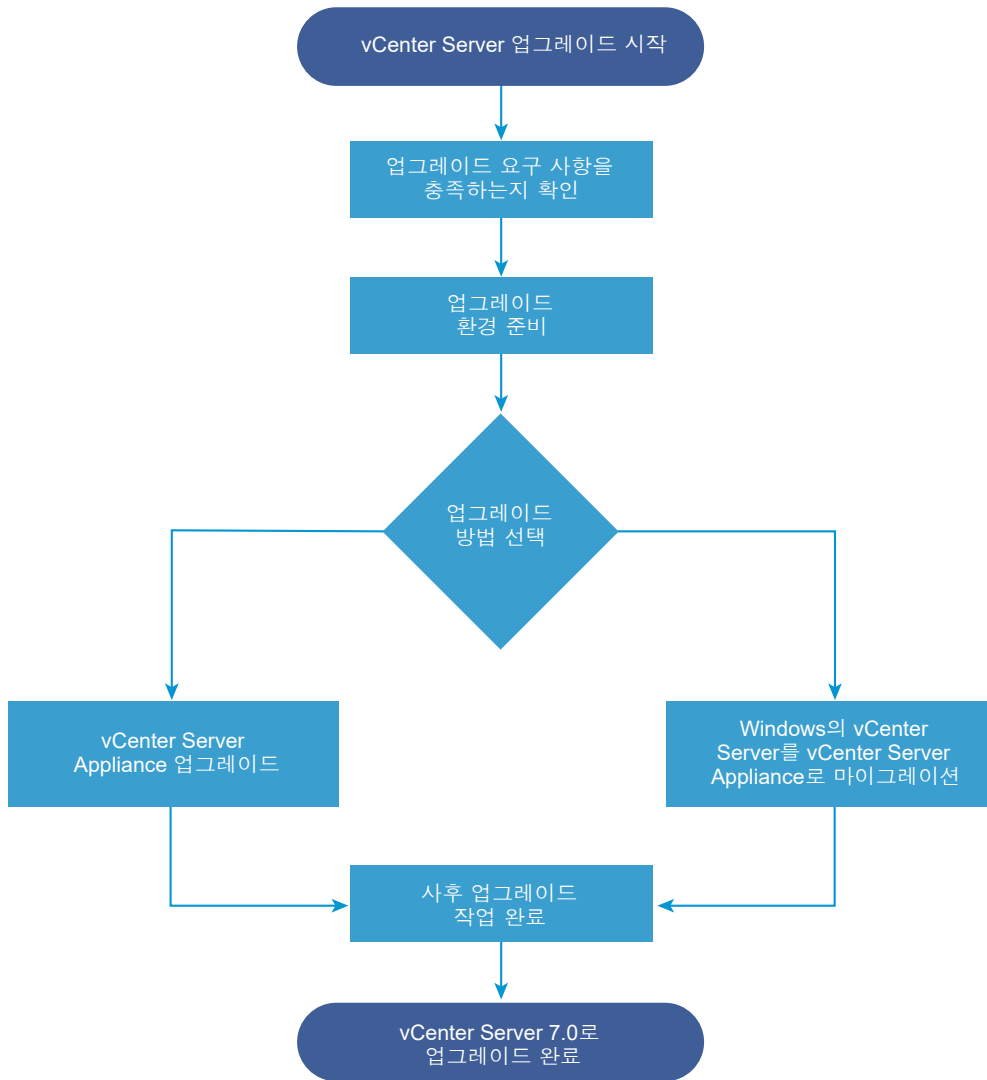 vCenter Server 업그레이드 시작
업그레이드 요구 사항을
충족하는지 확인
업그레이드
환경 준비
업그레이드
방법 선택
vCenter Server
Appliance 업그레이드
Windows의 vCenter
Server를 vCenter Server
Appliance로 마이그레이션
사후 업그레이드
작업 완료
vCenter Server 7.0로
업그레이드 완료